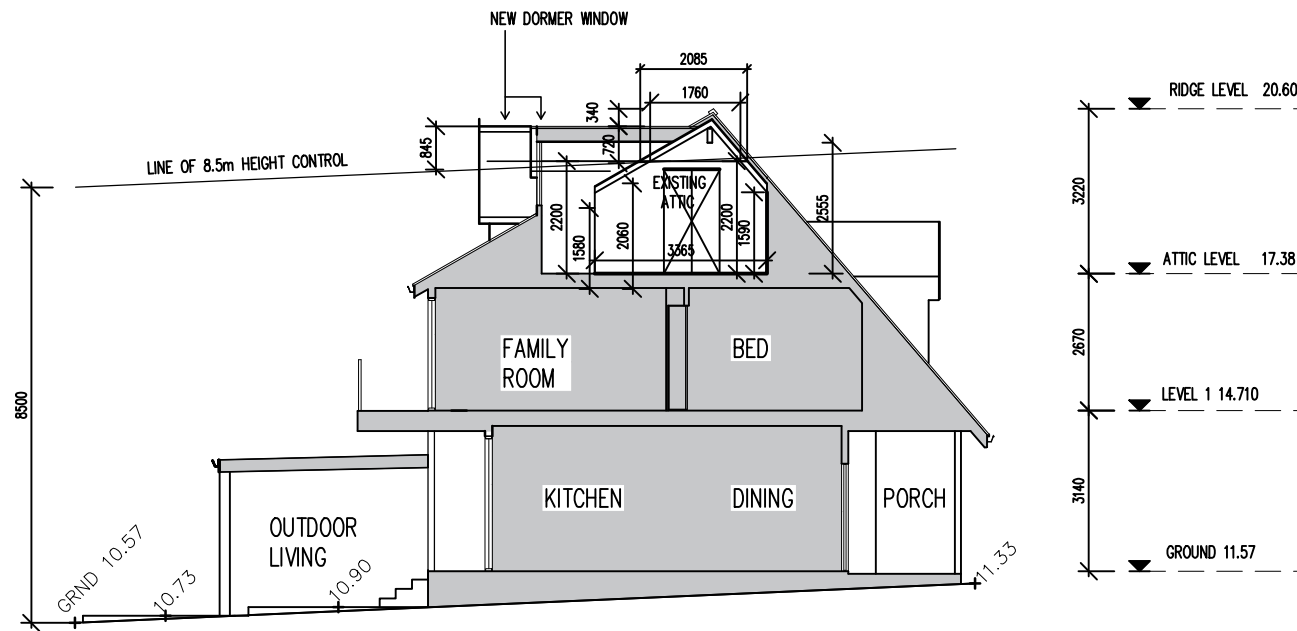 NEW DORMER WINDOW
2085
1760
340
720
845
RIDGE LEVEL 20.60
LINE OF 8.5m HEIGHT CONTROL
EXISTING
ATTIC
2200
1580
2060
2200
1590
2555
3365
3220
ATTIC LEVEL 17.38
FAMILY
ROOM
BED
2670
8500
LEVEL 1 14.710
KITCHEN
DINING
PORCH
3140
OUTDOOR
LIVING
GROUND 11.57
GRND 10.57
10.73
10.90
11.33